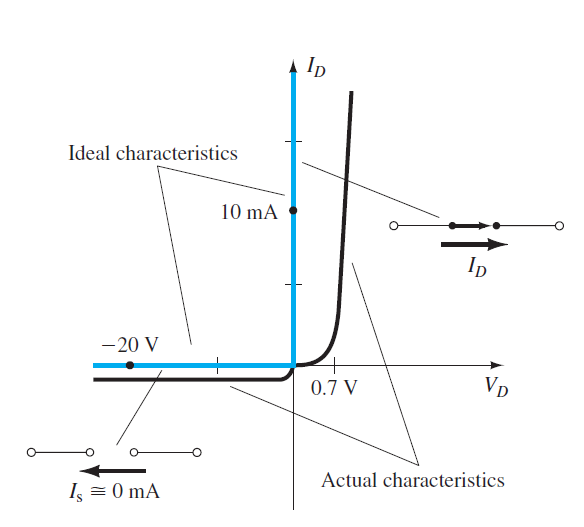 I_D
Ideal characteristics
10 mA
I_D
−20 V
0.7 V
V_D
I_s ≅ 0 mA
Actual characteristics